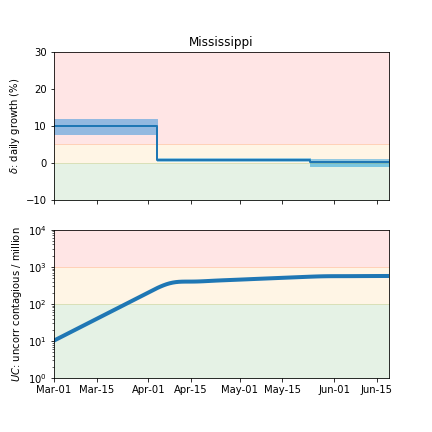 Mississippi
δ: daily growth (%)
30
20
10
0
−10
UC: uncorr contagious / million
10⁴
10³
10²
10¹
10⁰
Mar-01 Mar-15 Apr-01 Apr-15 May-01 May-15 Jun-01 Jun-15